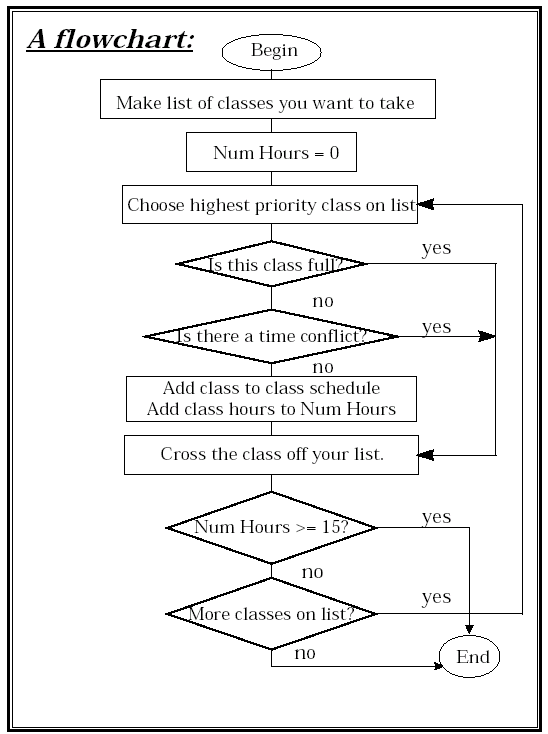 A flowchart:
Begin
Make list of classes you want to take
Num Hours = 0
Choose highest priority class on list
Is this class full?
yes
no
Is there a time conflict?
yes
no
Add class to class schedule
Add class hours to Num Hours
Cross the class off your list.
Num Hours >= 15?
yes
no
More classes on list?
yes
no
End